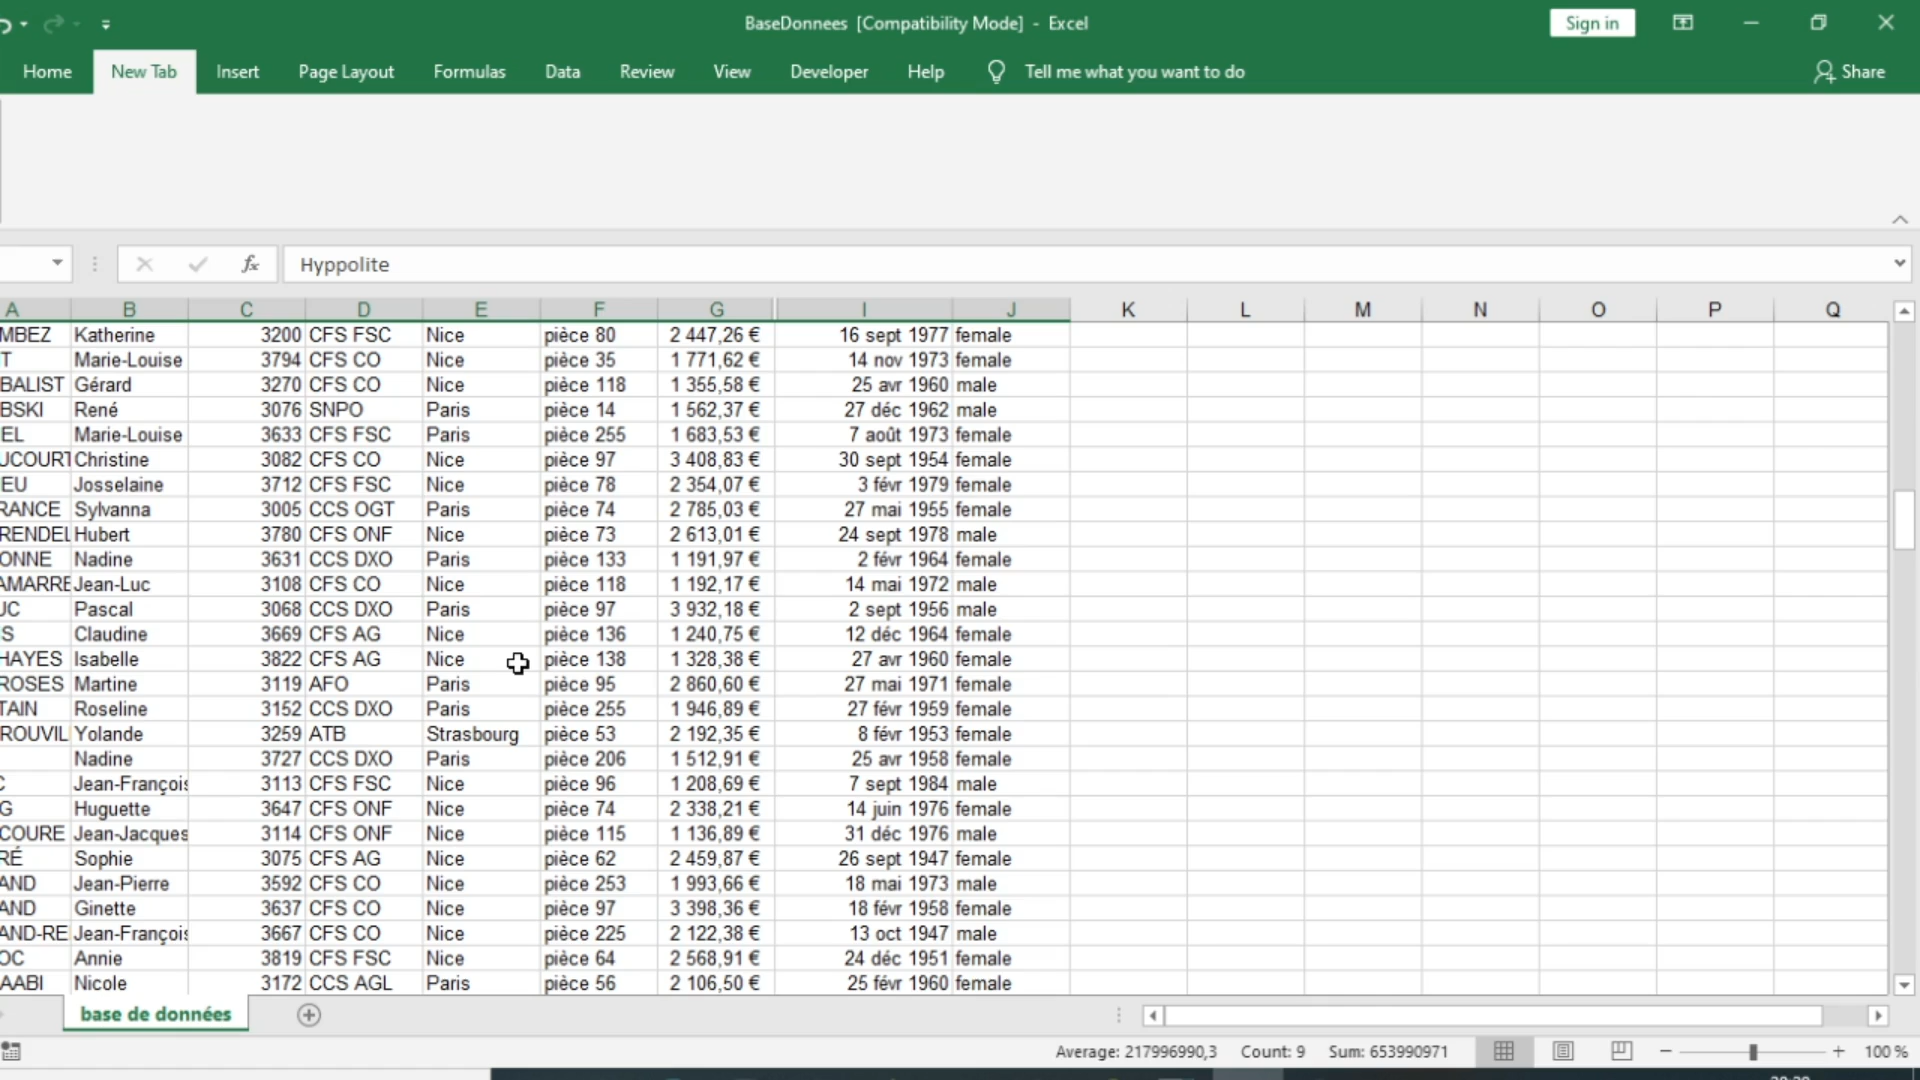 BaseDonnees [Compatibility Mode] - Excel
Sign in
Home New Tab Insert Page Layout Formulas Data Review View Developer Help Tell me what you want to do Share
fx Hyppolite
A B C D E F G I J K L M N O P Q
MBEZ Katherine 3200 CFS FSC Nice pièce 80 2 447,26 € 16 sept 1977 female
T Marie-Louise 3794 CFS CO Nice pièce 35 1 771,62 € 14 nov 1973 female
BALIST Gérard 3270 CFS CO Nice pièce 118 1 355,58 € 25 avr 1960 male
BSKI René 3076 SNPO Paris pièce 14 1 562,37 € 27 déc 1962 male
EL Marie-Louise 3633 CFS FSC Paris pièce 255 1 683,53 € 7 août 1973 female
UCOURT Christine 3082 CFS CO Nice pièce 97 3 408,83 € 30 sept 1954 female
EU Josselaine 3712 CFS FSC Nice pièce 78 2 354,07 € 3 févr 1979 female
RANCE Sylvanna 3005 CCS OGT Paris pièce 74 2 785,03 € 27 mai 1955 female
RENDEL Hubert 3780 CFS ONF Nice pièce 73 2 613,01 € 24 sept 1978 male
ONNE Nadine 3631 CCS DXO Paris pièce 133 1 191,97 € 2 févr 1964 female
AMARRE Jean-Luc 3108 CFS CO Nice pièce 118 1 192,17 € 14 mai 1972 male
UC Pascal 3068 CCS DXO Paris pièce 97 3 932,18 € 2 sept 1956 male
S Claudine 3669 CFS AG Nice pièce 136 1 240,75 € 12 déc 1964 female
HAYES Isabelle 3822 CFS AG Nice pièce 138 1 328,38 € 27 avr 1960 female
ROSES Martine 3119 AFO Paris pièce 95 2 860,60 € 27 mai 1971 female
TAIN Roseline 3152 CCS DXO Paris pièce 255 1 946,89 € 27 févr 1959 female
ROUVIL Yolande 3259 ATB Strasbourg pièce 53 2 192,35 € 8 févr 1953 female
Nadine 3727 CCS DXO Paris pièce 206 1 512,91 € 25 avr 1958 female
C Jean-François 3113 CFS FSC Nice pièce 96 1 208,69 € 7 sept 1984 male
G Huguette 3647 CFS ONF Nice pièce 74 2 338,21 € 14 juin 1976 female
COURE Jean-Jacques 3114 CFS ONF Nice pièce 115 1 136,89 € 31 déc 1976 male
RÉ Sophie 3075 CFS AG Nice pièce 62 2 459,87 € 26 sept 1947 female
AND Jean-Pierre 3592 CFS CO Nice pièce 253 1 993,66 € 18 mai 1973 male
AND Ginette 3637 CFS CO Nice pièce 97 3 398,36 € 18 févr 1958 female
AND-RE Jean-François 3667 CFS CO Nice pièce 225 2 122,38 € 13 oct 1947 male
OC Annie 3819 CFS FSC Nice pièce 64 2 568,91 € 24 déc 1951 female
AABI Nicole 3172 CCS AGL Paris pièce 56 2 106,50 € 25 févr 1960 female
base de données
Average: 217996990,3 Count: 9 Sum: 653990971 100 %